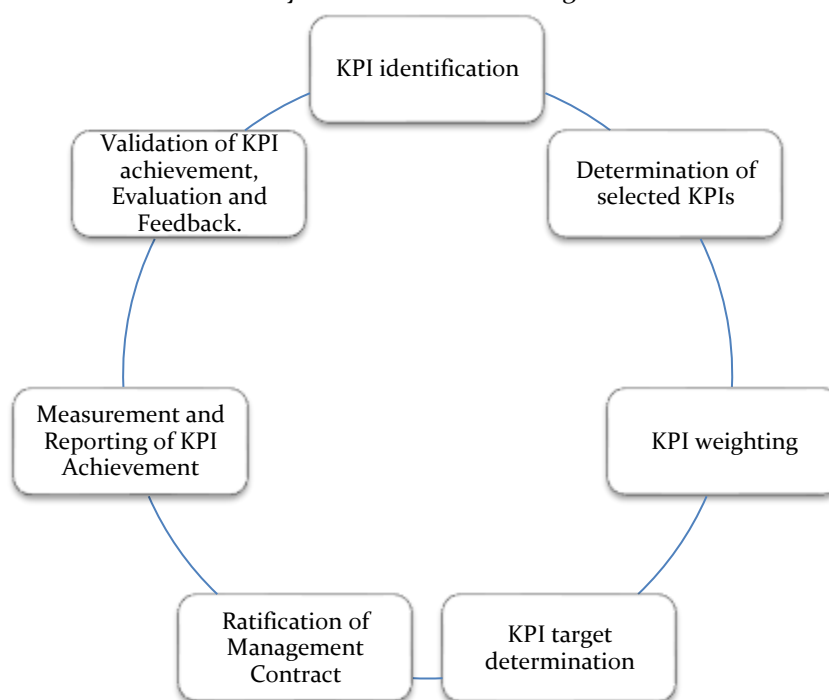 KPI identification
Determination of
selected KPIs
KPI weighting
KPI target
determination
Ratification of
Management
Contract
Measurement and
Reporting of KPI
Achievement
Validation of KPI
achievement,
Evaluation and
Feedback.